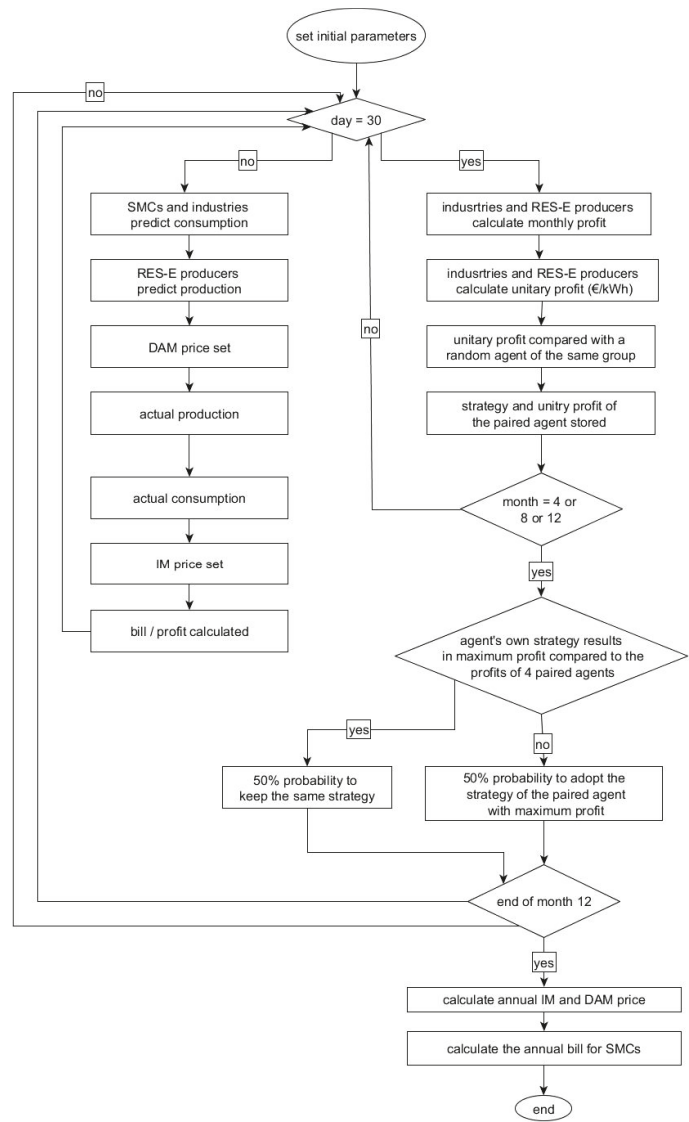 set initial parameters
no
day = 30
no
yes
SMCs and industries
predict consumption
RES-E producers
predict production
DAM price set
actual production
actual consumption
IM price set
bill / profit calculated
indusrtries and RES-E producers
calculate monthly profit
indusrtries and RES-E producers
calculate unitary profit (€/kWh)
unitary profit compared with a
random agent of the same group
strategy and unitry profit of
the paired agent stored
no
month = 4 or
8 or 12
yes
agent's own strategy results
in maximum profit compared to the
profits of 4 paired agents
yes
no
50% probability to
keep the same strategy
50% probability to adopt the
strategy of the paired agent
with maximum profit
end of month 12
yes
calculate annual IM and DAM price
calculate the annual bill for SMCs
end